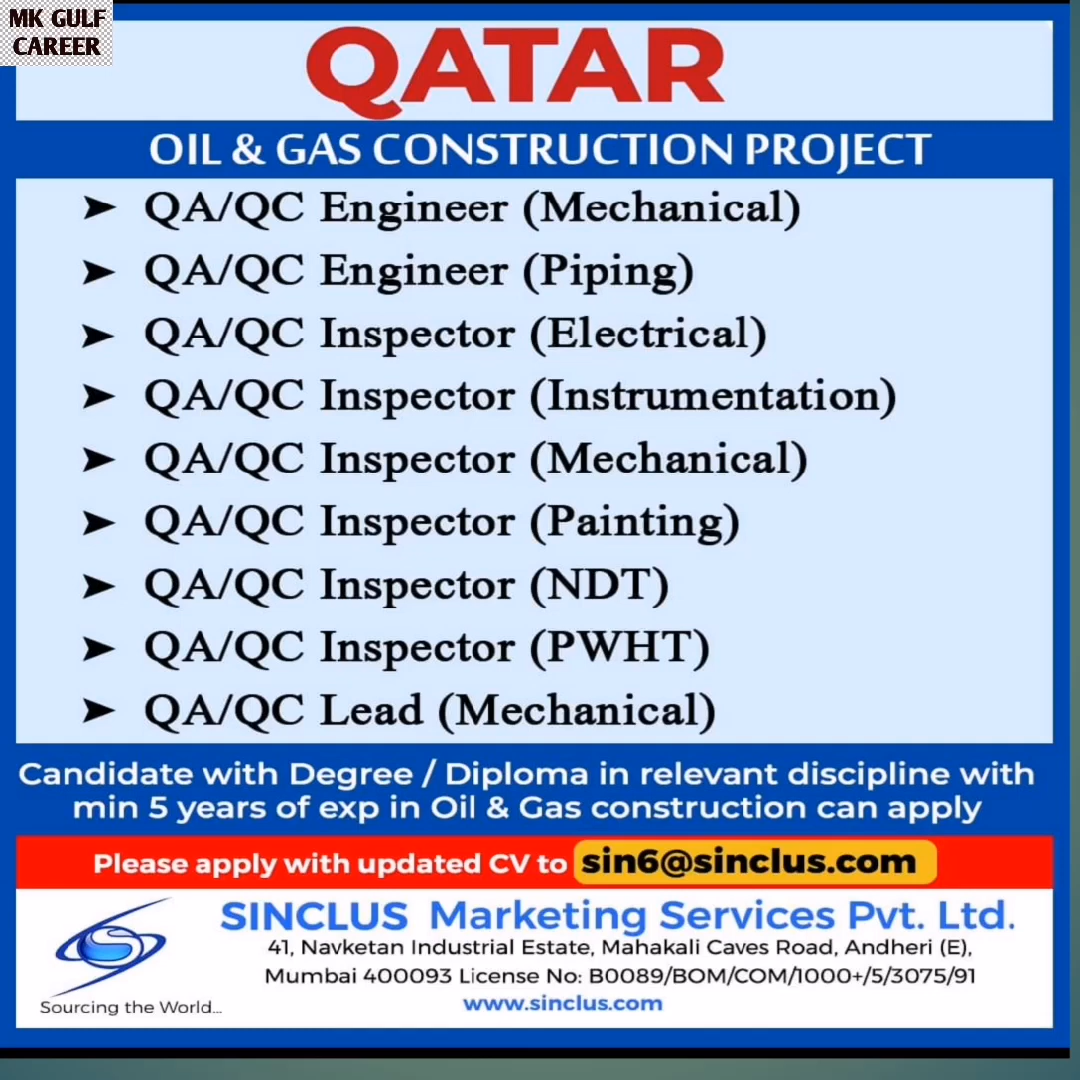 MK GULF
CAREER
QATAR
OIL & GAS CONSTRUCTION PROJECT
➤ QA/QC Engineer (Mechanical)
➤ QA/QC Engineer (Piping)
➤ QA/QC Inspector (Electrical)
➤ QA/QC Inspector (Instrumentation)
➤ QA/QC Inspector (Mechanical)
➤ QA/QC Inspector (Painting)
➤ QA/QC Inspector (NDT)
➤ QA/QC Inspector (PWHT)
➤ QA/QC Lead (Mechanical)
Candidate with Degree / Diploma in relevant discipline with
min 5 years of exp in Oil & Gas construction can apply
Please apply with updated CV to sin6@sinclus.com
SINCLUS Marketing Services Pvt. Ltd.
41, Navketan Industrial Estate, Mahakali Caves Road, Andheri (E),
Mumbai 400093 License No: B0089/BOM/COM/1000+/5/3075/91
www.sinclus.com
Sourcing the World...